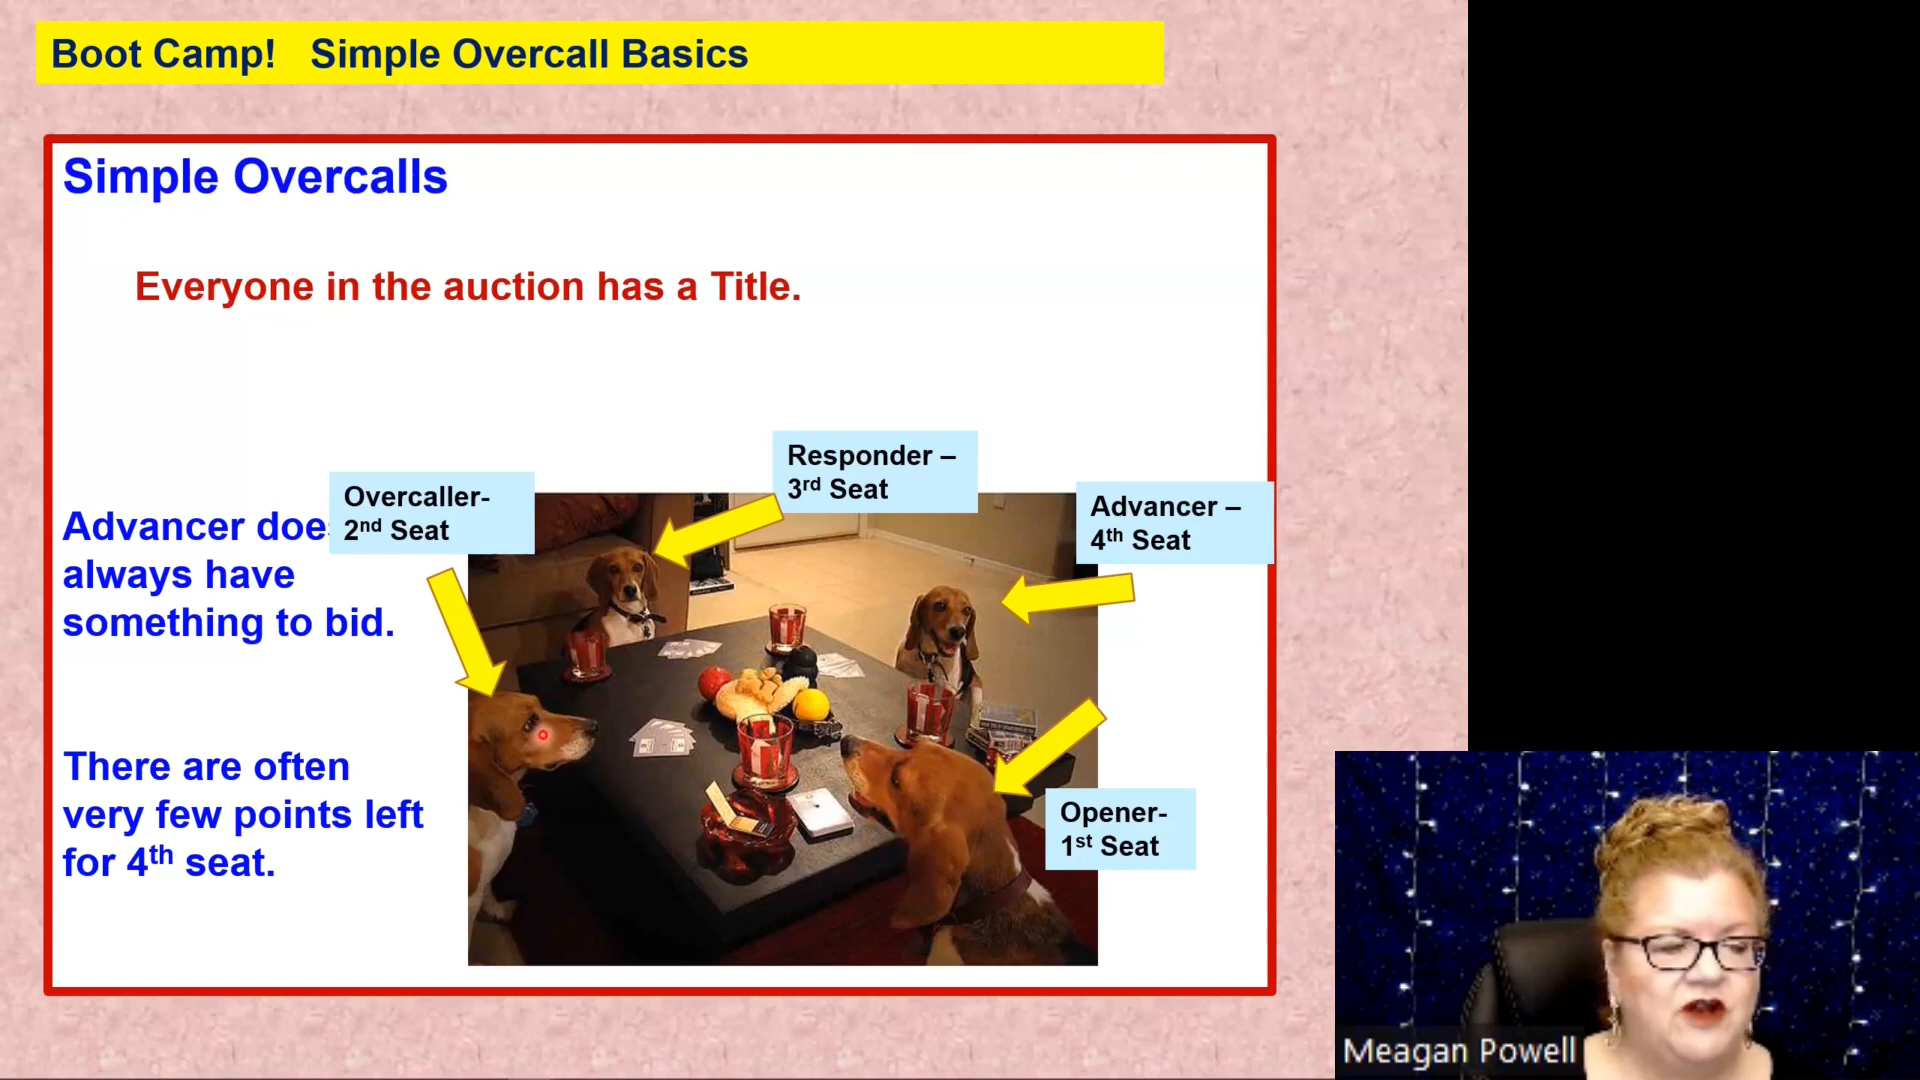 Boot Camp! Simple Overcall Basics
Simple Overcalls
Everyone in the auction has a Title.
Responder –
3rd Seat
Overcaller-
2nd Seat
Advancer –
4th Seat
Advancer doe
always have
something to bid.
There are often
very few points left
for 4th seat.
Opener-
1st Seat
Meagan Powell